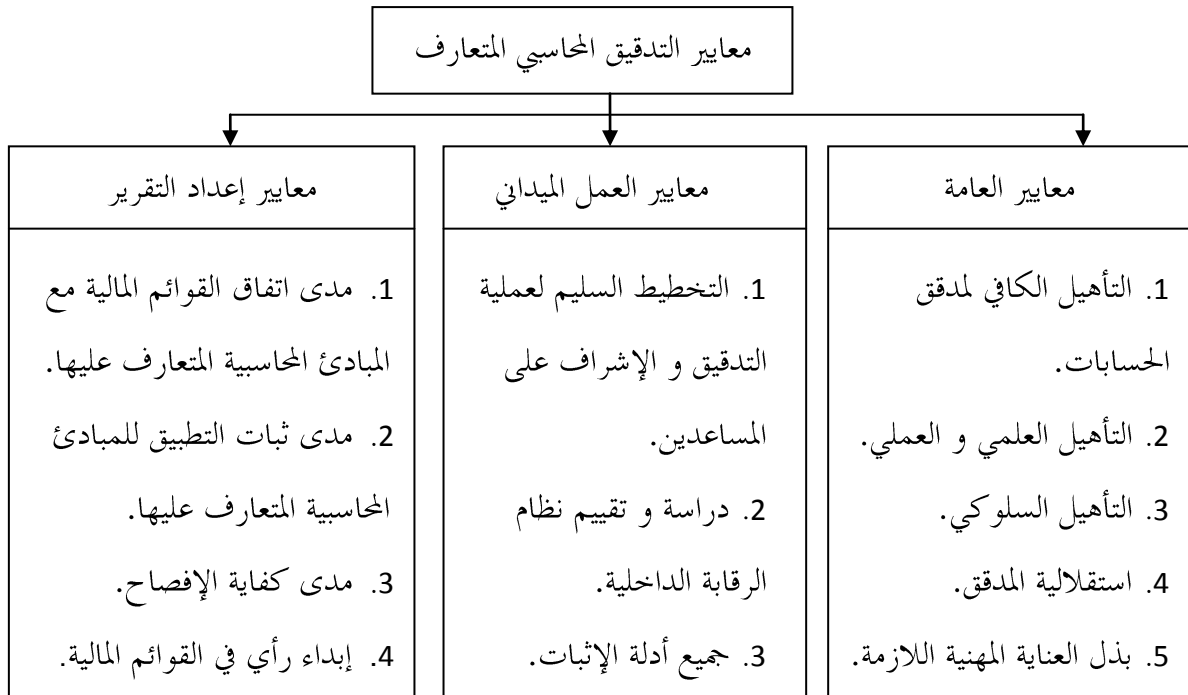 معايير التدقيق المحاسبي المتعارف
معايير العامة
1. التأهيل الكافي لمدقق
الحسابات.
2. التأهيل العلمي و العملي.
3. التأهيل السلوكي.
4. استقلالية المدقق.
5. بذل العناية المهنية اللازمة.
معايير العمل الميداني
1. التخطيط السليم لعملية
التدقيق و الإشراف على
المساعدين.
2. دراسة و تقييم نظام
الرقابة الداخلية.
3. جميع أدلة الإثبات.
معايير إعداد التقرير
1. مدى اتفاق القوائم المالية مع
المبادئ المحاسبية المتعارف عليها.
2. مدى ثبات التطبيق للمبادئ
المحاسبية المتعارف عليها.
3. مدى كفاية الإفصاح.
4. إبداء رأي في القوائم المالية.